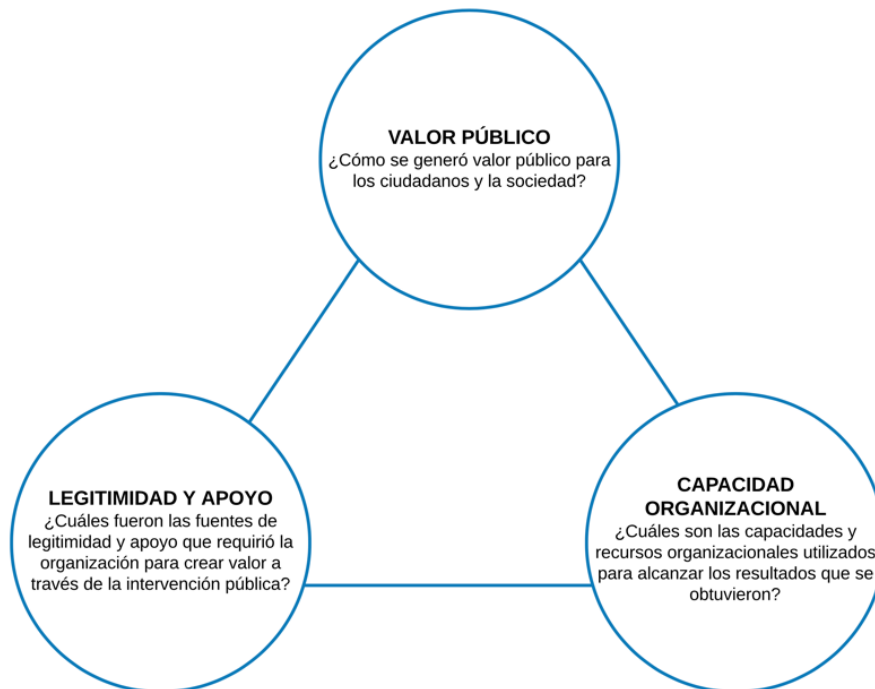 VALOR PÚBLICO
¿Cómo se generó valor público para
los ciudadanos y la sociedad?
LEGITIMIDAD Y APOYO
¿Cuáles fueron las fuentes de
legitimidad y apoyo que requirió la
organización para crear valor a
través de la intervención pública?
CAPACIDAD
ORGANIZACIONAL
¿Cuáles son las capacidades y
recursos organizacionales utilizados
para alcanzar los resultados que se
obtuvieron?